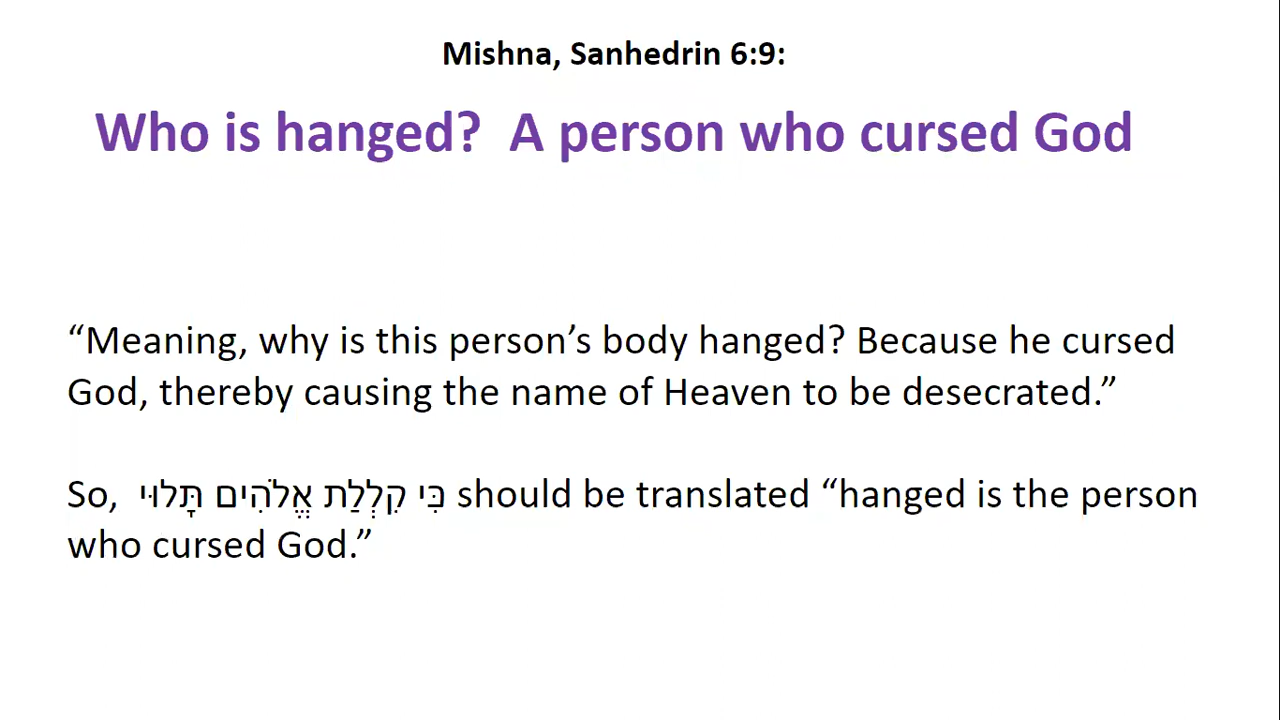 Mishna, Sanhedrin 6:9:
Who is hanged?  A person who cursed God
“Meaning, why is this person’s body hanged? Because he cursed
God, thereby causing the name of Heaven to be desecrated.”
So,  כִּי קִלְלַת אֱלֹהִים תָּלוּי should be translated “hanged is the person
who cursed God.”